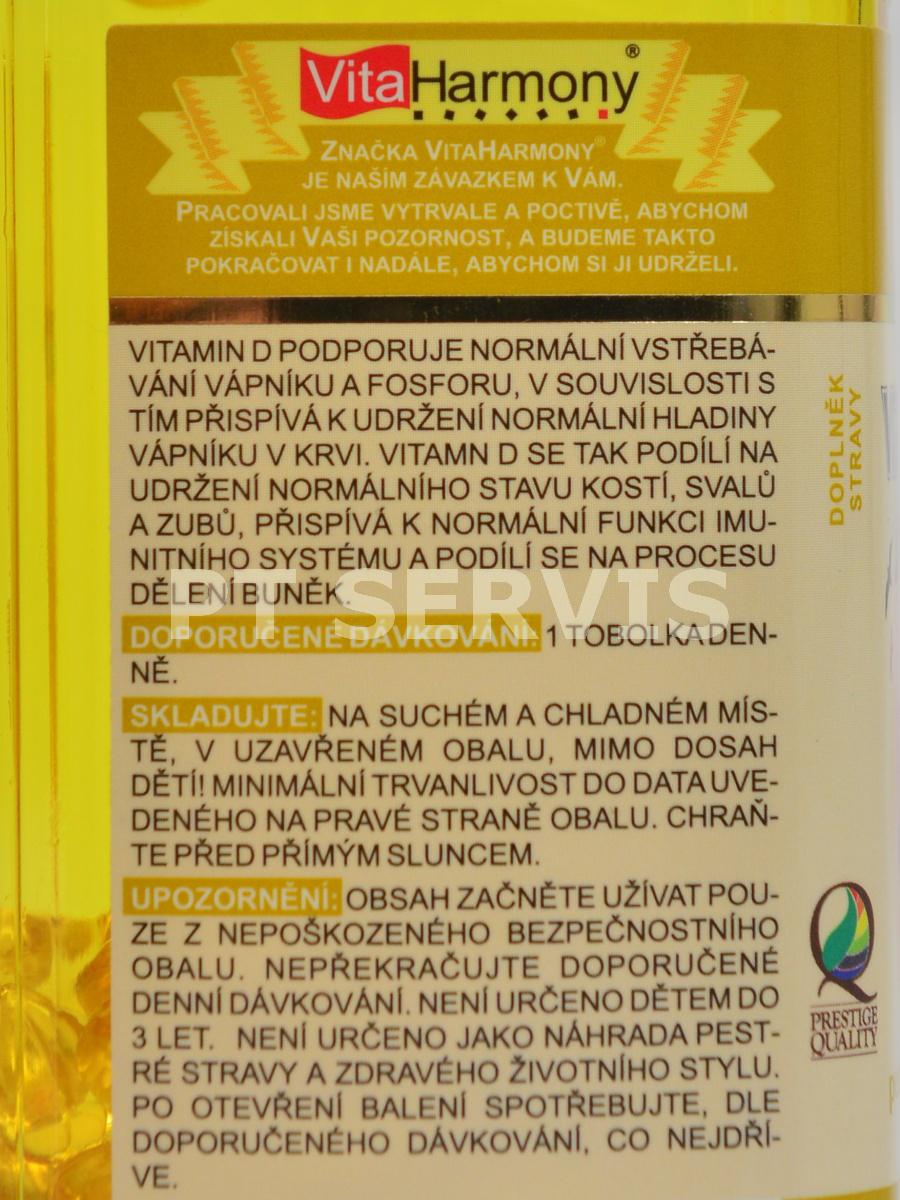 VitaHarmony®
ZNAČKA VITAHARMONY®
JE NAŠÍM ZÁVAZKEM K VÁM.
PRACOVALI JSME VYTRVALE A POCTIVĚ, ABYCHOM
ZÍSKALI VAŠI POZORNOST, A BUDEME TAKTO
POKRAČOVAT I NADÁLE, ABYCHOM SI JI UDRŽELI.
VITAMIN D PODPORUJE NORMÁLNÍ VSTŘEBÁ-
VÁNÍ VÁPNÍKU A FOSFORU, V SOUVISLOSTI S
TÍM PŘISPÍVÁ K UDRŽENÍ NORMÁLNÍ HLADINY
VÁPNÍKU V KRVI. VITAMN D SE TAK PODÍLÍ NA
UDRŽENÍ NORMÁLNÍHO STAVU KOSTÍ, SVALŮ
A ZUBŮ, PŘISPÍVÁ K NORMÁLNÍ FUNKCI IMU-
NITNÍHO SYSTÉMU A PODÍLÍ SE NA PROCESU
DĚLENÍ BUNĚK.
PT SERVIS
DOPORUČENÉ DÁVKOVÁNÍ: 1 TOBOLKA DEN-
NĚ.
SKLADUJTE: NA SUCHÉM A CHLADNÉM MÍS-
TĚ, V UZAVŘENÉM OBALU, MIMO DOSAH
DĚTÍ! MINIMÁLNÍ TRVANLIVOST DO DATA UVE-
DENÉHO NA PRAVÉ STRANĚ OBALU. CHRAŇ-
TE PŘED PŘÍMÝM SLUNCEM.
UPOZORNĚNÍ: OBSAH ZAČNĚTE UŽÍVAT POU-
ZE Z NEPOŠKOZENÉHO BEZPEČNOSTNÍHO
OBALU. NEPŘEKRAČUJTE DOPORUČENÉ
DENNÍ DÁVKOVÁNÍ. NENÍ URČENO DĚTEM DO
3 LET. NENÍ URČENO JAKO NÁHRADA PEST-
RÉ STRAVY A ZDRAVÉHO ŽIVOTNÍHO STYLU.
PO OTEVŘENÍ BALENÍ SPOTŘEBUJTE, DLE
DOPORUČENÉHO DÁVKOVÁNÍ, CO NEJDŘÍ-
VE.
DOPLNĚK
STRAVY
PRESTIGE
QUALITY